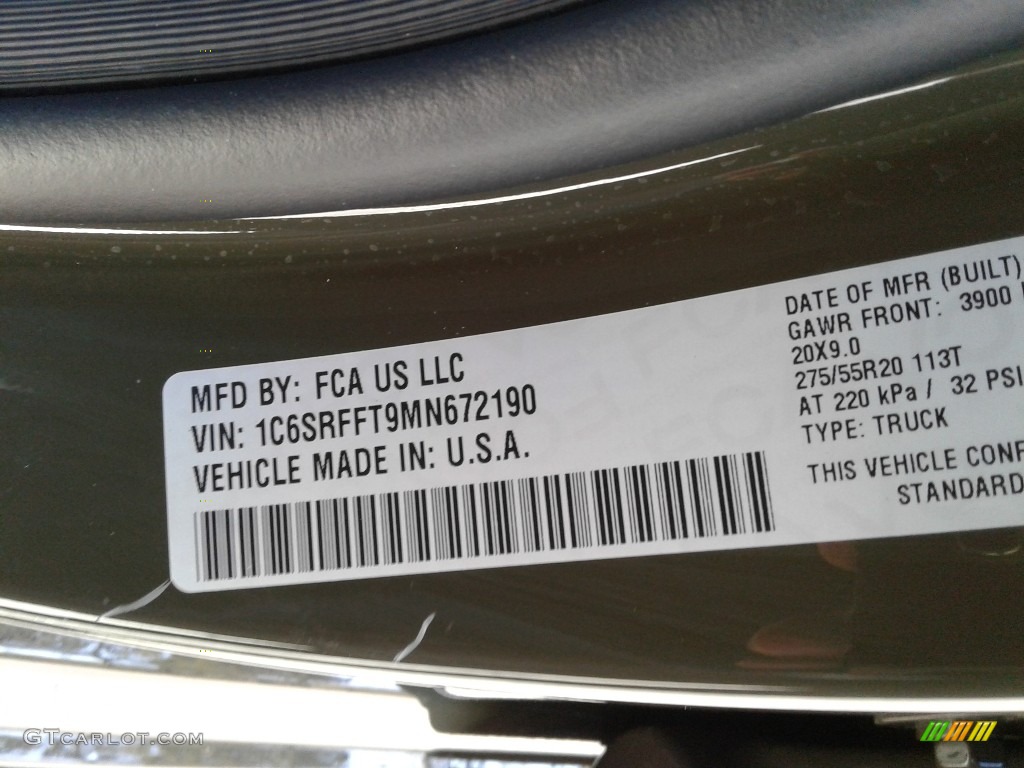 MFD BY: FCA US LLC
VIN: 1C6SRFFT9MN672190
VEHICLE MADE IN: U.S.A.
DATE OF MFR (BUILT)
GAWR FRONT: 3900
20X9.0
275/55R20 113T
AT 220 kPa / 32 PSI
TYPE: TRUCK
THIS VEHICLE CONF
STANDARD
GTCARLOT.COM